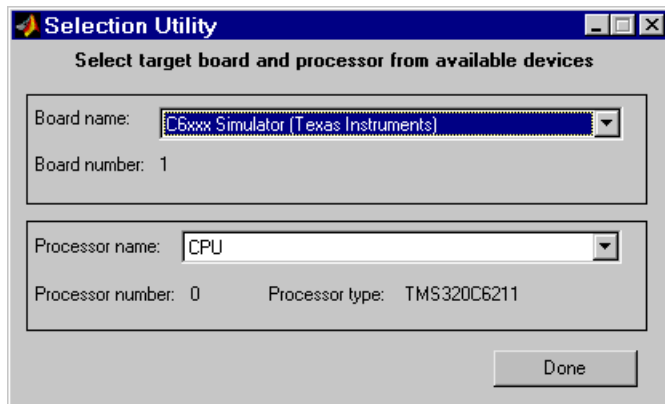 Selection Utility
Select target board and processor from available devices
Board name: C6xxx Simulator (Texas Instruments)
Board number: 1
Processor name: CPU
Processor number: 0 Processor type: TMS320C6211
Done